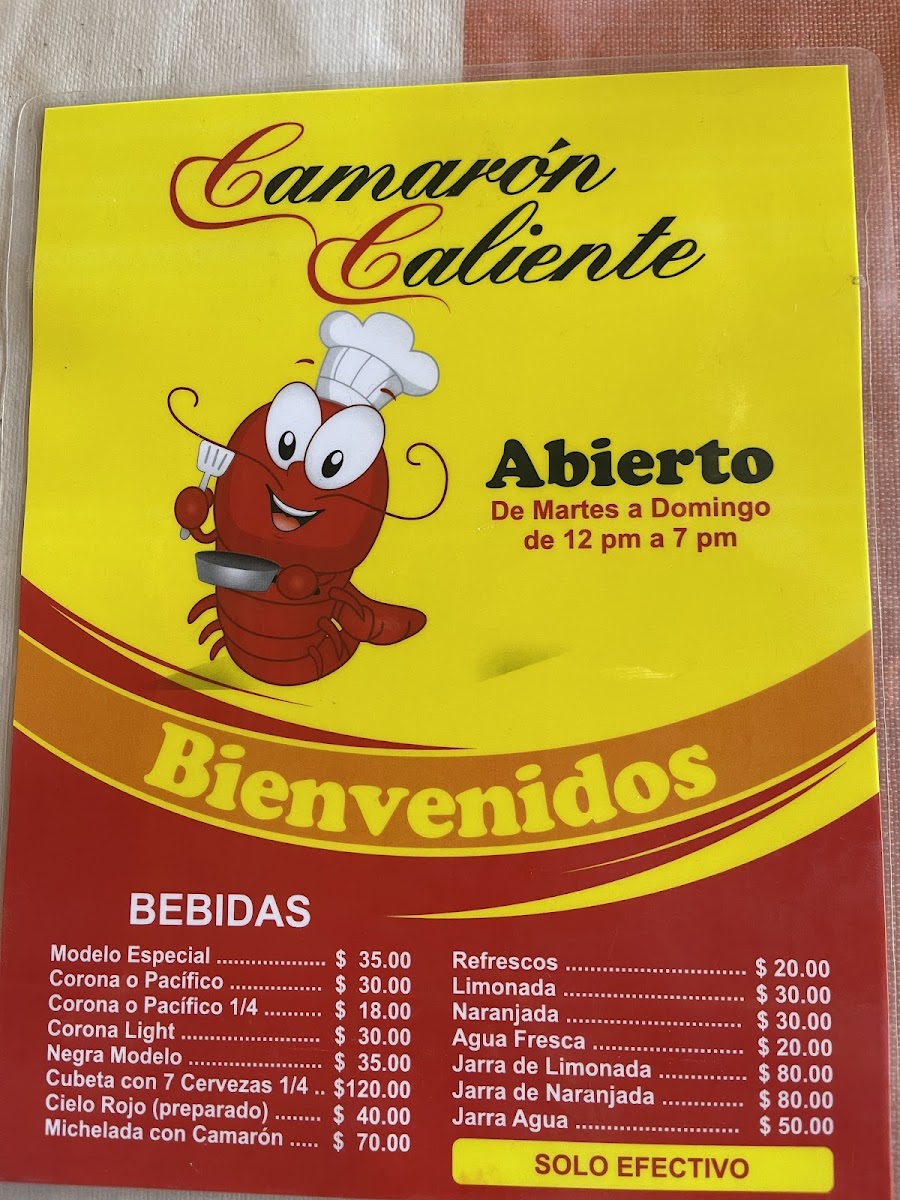 Camarón
Caliente
Abierto
De Martes a Domingo
de 12 pm a 7 pm
Bienvenidos
BEBIDAS
Modelo Especial ................... $ 35.00
Corona o Pacífico ................ $ 30.00
Corona o Pacífico 1/4 .......... $ 18.00
Corona Light ........................ $ 30.00
Negra Modelo ...................... $ 35.00
Cubeta con 7 Cervezas 1/4 .. $120.00
Cielo Rojo (preparado) ........ $ 40.00
Michelada con Camarón ..... $ 70.00
Refrescos ............................... $ 20.00
Limonada ............................... $ 30.00
Naranjada .............................. $ 30.00
Agua Fresca .......................... $ 20.00
Jarra de Limonada ............... $ 80.00
Jarra de Naranjada .............. $ 80.00
Jarra Agua ............................. $ 50.00
SOLO EFECTIVO